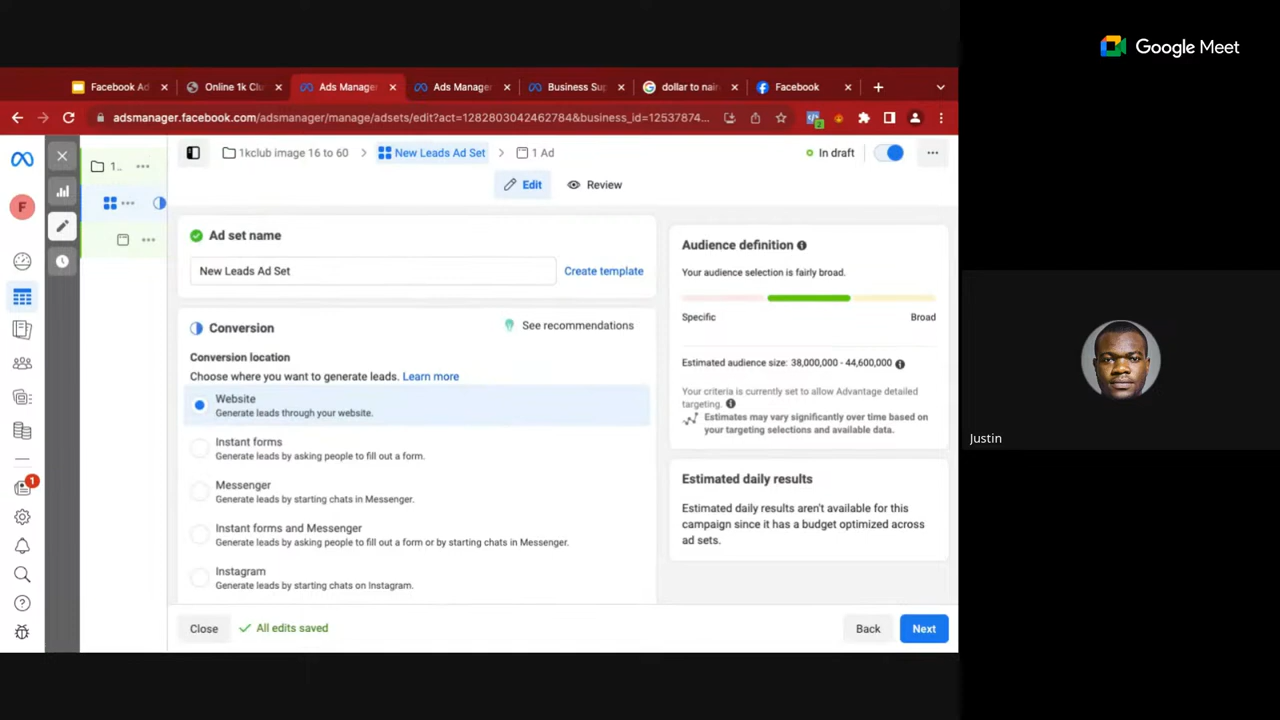 Google Meet
Facebook Ad
Online 1k Clu
Ads Manager
Ads Manager
Business Sup
dollar to nair
Facebook
adsmanager.facebook.com/adsmanager/manage/adsets/edit?act=1282803042462784&business_id=12537874...
2
1..
1kclub image 16 to 60
New Leads Ad Set
1 Ad
In draft
Edit
Review
F
1
Ad set name
New Leads Ad Set
Create template
Conversion
See recommendations
Conversion location
Choose where you want to generate leads. Learn more
Website
Generate leads through your website.
Instant forms
Generate leads by asking people to fill out a form.
Messenger
Generate leads by starting chats in Messenger.
Instant forms and Messenger
Generate leads by asking people to fill out a form or by starting chats in Messenger.
Instagram
Generate leads by starting chats on Instagram.
Audience definition
Your audience selection is fairly broad.
Specific
Broad
Estimated audience size: 38,000,000 - 44,600,000
Your criteria is currently set to allow Advantage detailed
targeting.
Estimates may vary significantly over time based on
your targeting selections and available data.
Estimated daily results
Estimated daily results aren't available for this
campaign since it has a budget optimized across
ad sets.
Close
All edits saved
Back
Next
Justin